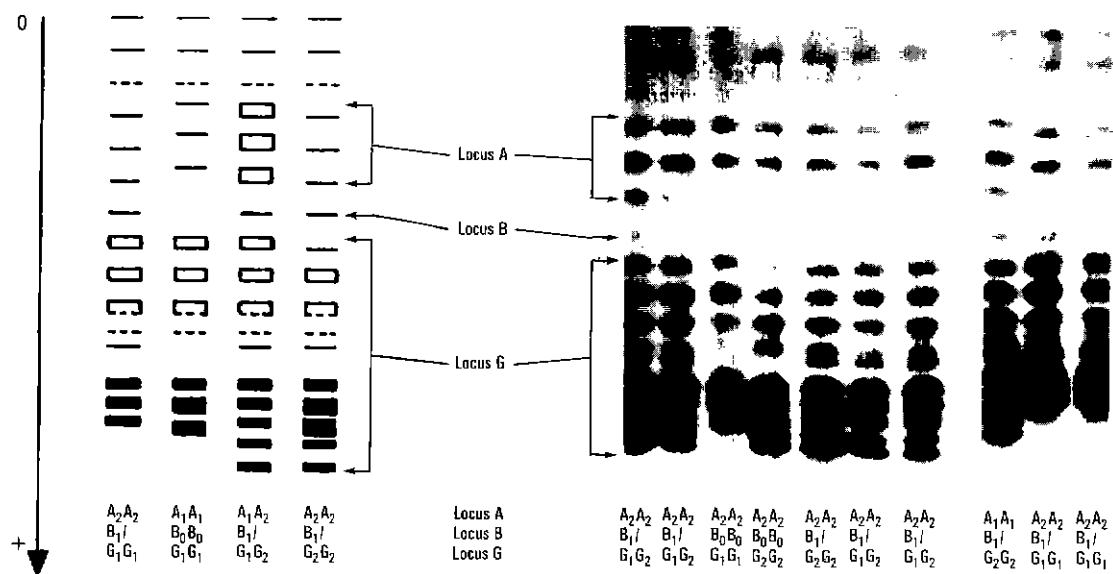 0
Locus A
Locus B
Locus G
+
A₂A₂ A₁A₁ A₁A₂ A₂A₂ Locus A A₂A₂ A₂A₂ A₂A₂ A₂A₂ A₂A₂ A₂A₂ A₂A₂ A₁A₁ A₂A₂ A₂A₂
B₁/ B₀B₀ B₁/ B₁/ Locus B B₁/ B₁/ B₀B₀ B₀B₀ B₁/ B₁/ B₁/ B₁/ B₁/ B₁/
G₁G₁ G₁G₁ G₁G₂ G₂G₂ Locus G G₁G₂ G₁G₂ G₁G₁ G₂G₂ G₂G₂ G₁G₂ G₁G₂ G₂G₂ G₁G₁ G₁G₁